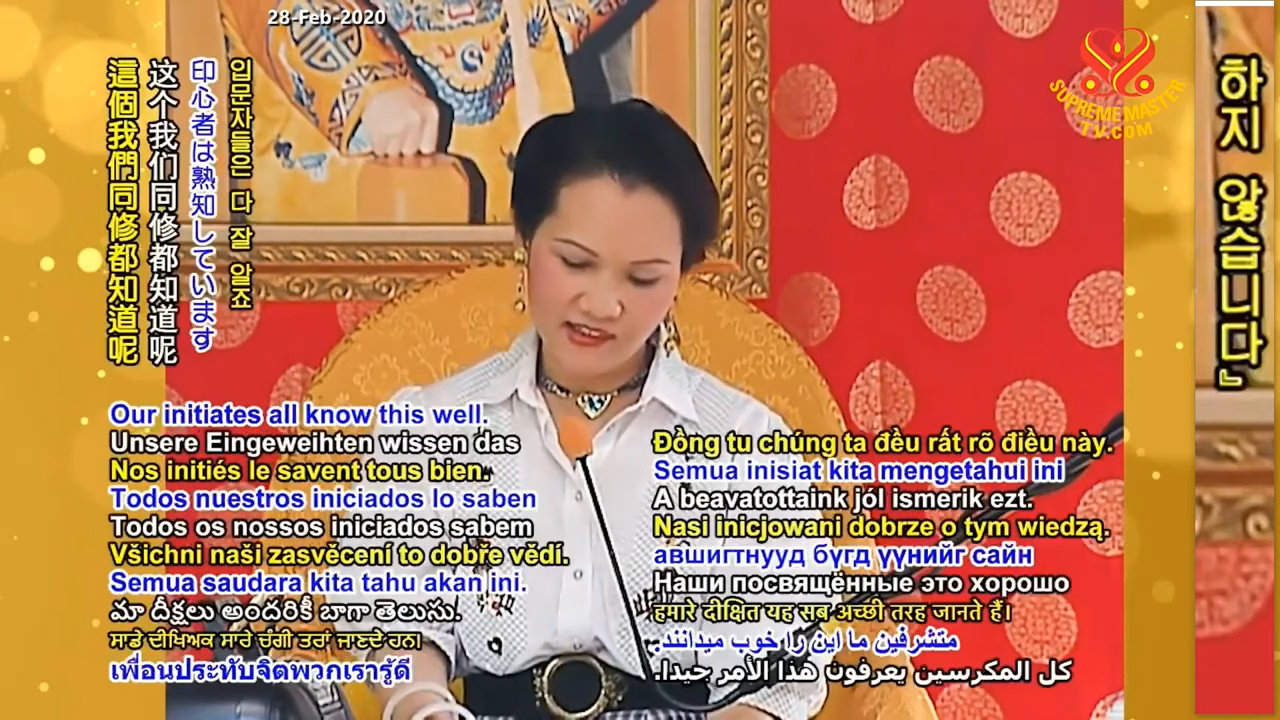 28-Feb-2020
SUPREME MASTER
TV.COM
입문자들은 다 잘 알죠
印心者は熟知しています
这个我们同修都知道呢
這個我們同修都知道呢
하지 않습니다』
Our initiates all know this well.
Unsere Eingeweihten wissen das
Nos initiés le savent tous bien.
Todos nuestros iniciados lo saben
Todos os nossos iniciados sabem
Všichni naši zasvěcení to dobře vědí.
Semua saudara kita tahu akan ini.
మా దీక్షలు అందరికీ బాగా తెలుసు.
ਸਾਡੇ ਦੀਖਿਅਕ ਸਾਰੇ ਚੰਗੀ ਤਰਾਂ ਜਾਣਦੇ ਹਨ।
เพื่อนประทับจิตพวกเรารู้ดี
Đồng tu chúng ta đều rất rõ điều này.
Semua inisiat kita mengetahui ini
A beavatottaink jól ismerik ezt.
Nasi inicjowani dobrze o tym wiedzą.
авшигтнууд бүгд үүнийг сайн
Наши посвящённые это хорошо
हमारे दीक्षित यह सब अच्छी तरह जानते हैं।
متشرفین ما این را خوب میدانند.
كل المكرسين يعرفون هذا الأمر جيدا.